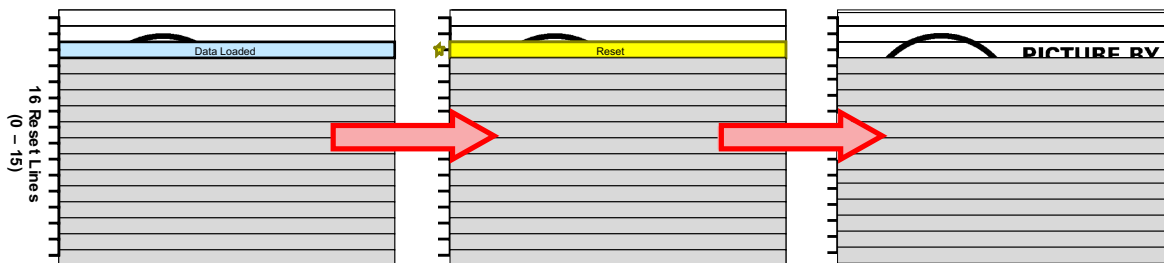 Data Loaded
Reset
PICTURE BY
16 Reset Lines
(0 – 15)